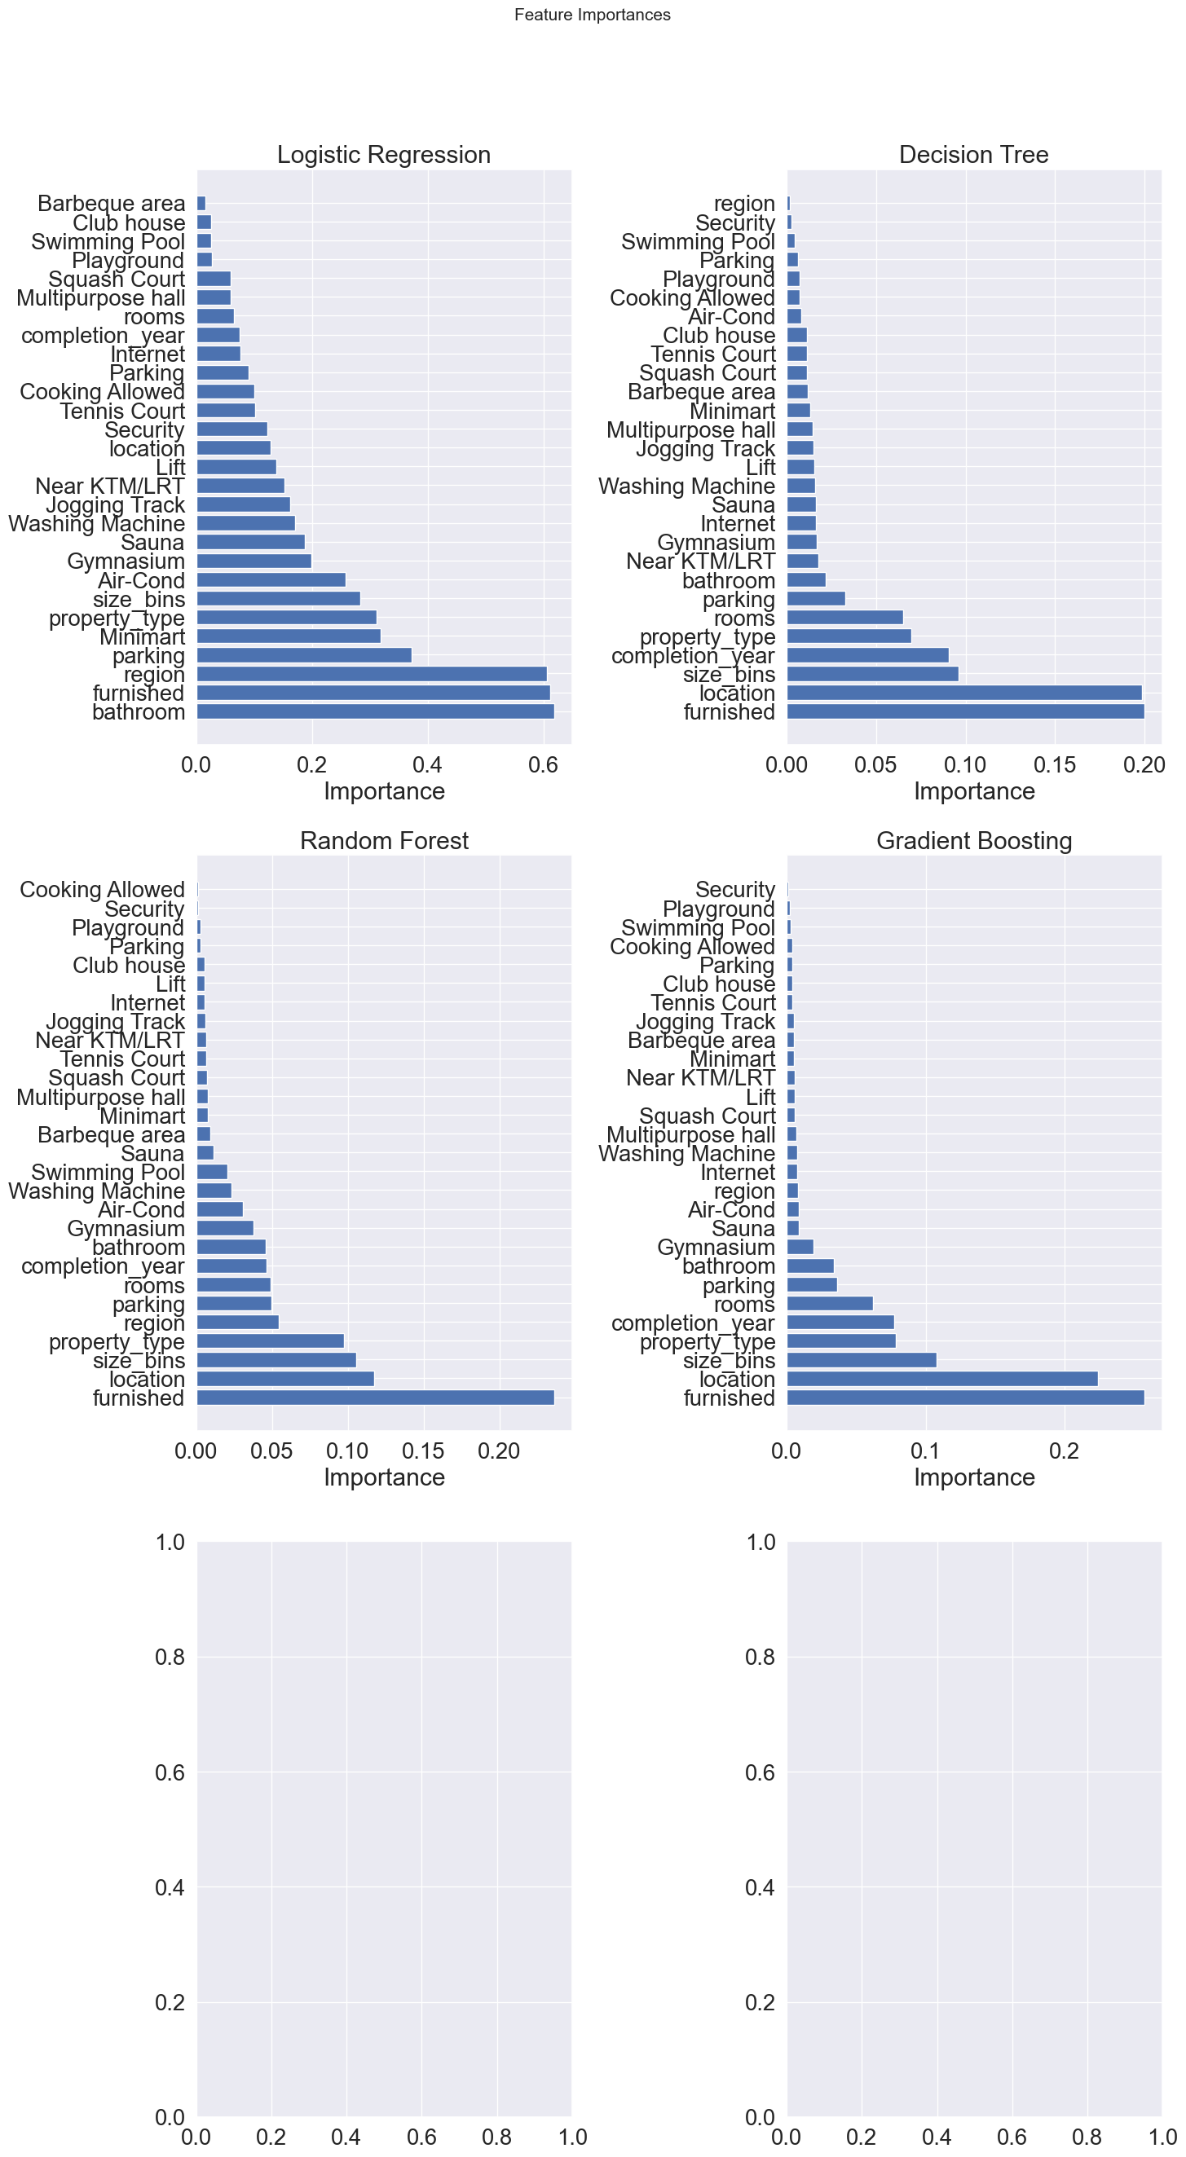 Feature Importances
Logistic Regression
Barbeque area
Club house
Swimming Pool
Playground
Squash Court
Multipurpose hall
rooms
completion_year
Internet
Parking
Cooking Allowed
Tennis Court
Security
location
Lift
Near KTM/LRT
Jogging Track
Washing Machine
Sauna
Gymnasium
Air-Cond
size_bins
property_type
Minimart
parking
region
furnished
bathroom
0.0 0.2 0.4 0.6
Importance
Decision Tree
region
Security
Swimming Pool
Parking
Playground
Cooking Allowed
Air-Cond
Club house
Tennis Court
Squash Court
Barbeque area
Minimart
Multipurpose hall
Jogging Track
Lift
Washing Machine
Sauna
Internet
Gymnasium
Near KTM/LRT
bathroom
parking
rooms
property_type
completion_year
size_bins
location
furnished
0.00 0.05 0.10 0.15 0.20
Importance
Random Forest
Cooking Allowed
Security
Playground
Parking
Club house
Lift
Internet
Jogging Track
Near KTM/LRT
Tennis Court
Squash Court
Multipurpose hall
Minimart
Barbeque area
Sauna
Swimming Pool
Washing Machine
Air-Cond
Gymnasium
bathroom
completion_year
rooms
parking
region
property_type
size_bins
location
furnished
0.00 0.05 0.10 0.15 0.20
Importance
Gradient Boosting
Security
Playground
Swimming Pool
Cooking Allowed
Parking
Club house
Tennis Court
Jogging Track
Barbeque area
Minimart
Near KTM/LRT
Lift
Squash Court
Multipurpose hall
Washing Machine
Internet
region
Air-Cond
Sauna
Gymnasium
bathroom
parking
rooms
completion_year
property_type
size_bins
location
furnished
0.0 0.1 0.2
Importance
1.0
0.8
0.6
0.4
0.2
0.0
0.0 0.2 0.4 0.6 0.8 1.0
1.0
0.8
0.6
0.4
0.2
0.0
0.0 0.2 0.4 0.6 0.8 1.0